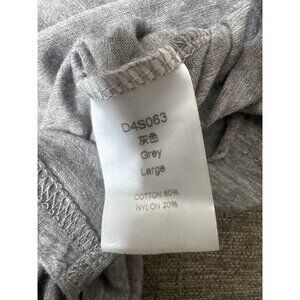 D4S063
灰色
Grey
Large
COTTON 80%
NYLON 20%